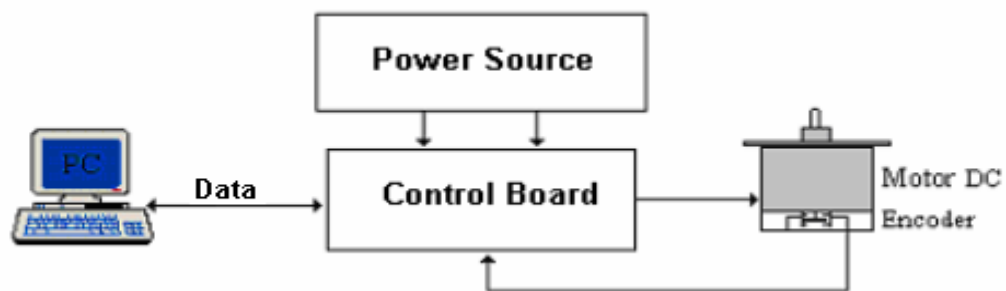 Power Source
PC
Data
Control Board
Motor DC
Encoder